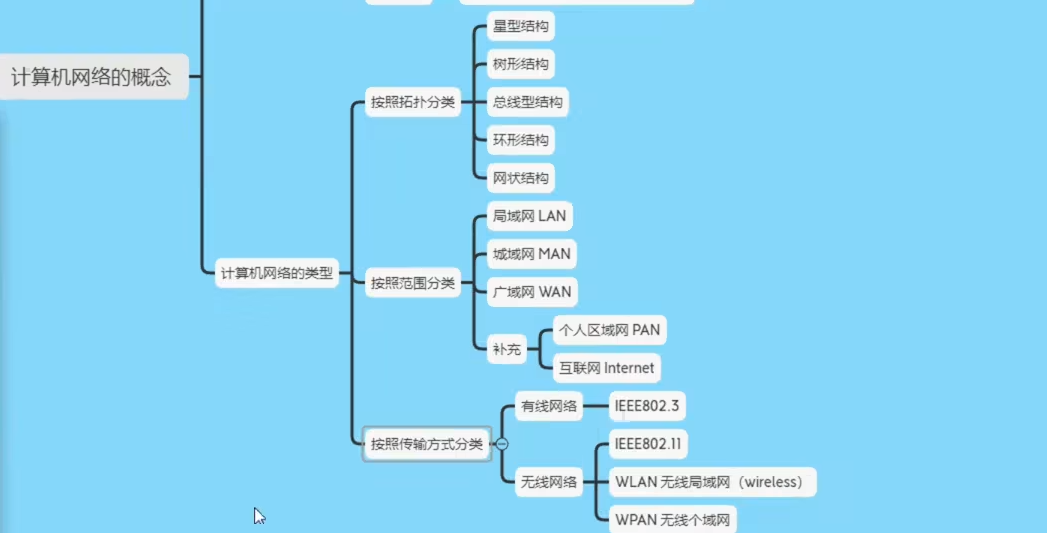 计算机网络的概念
计算机网络的类型
按照拓扑分类
星型结构
树形结构
总线型结构
环形结构
网状结构
按照范围分类
局域网 LAN
城域网 MAN
广域网 WAN
补充
个人区域网 PAN
互联网 Internet
按照传输方式分类
有线网络
IEEE802.3
无线网络
IEEE802.11
WLAN 无线局域网（wireless）
WPAN 无线个域网